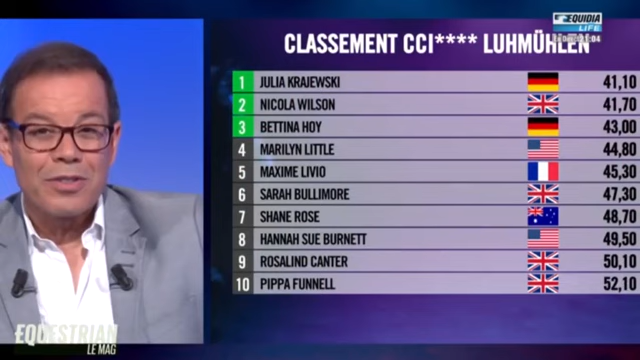 EQUIDIA
LIFE
21:04
CLASSEMENT CCI**** LUHMÜHLEN
1 JULIA KRAJEWSKI 41,10
2 NICOLA WILSON 41,70
3 BETTINA HOY 43,00
4 MARILYN LITTLE 44,80
5 MAXIME LIVIO 45,30
6 SARAH BULLIMORE 47,30
7 SHANE ROSE 48,70
8 HANNAH SUE BURNETT 49,50
9 ROSALIND CANTER 50,10
10 PIPPA FUNNELL 52,10
EQUESTRIAN
LE MAG